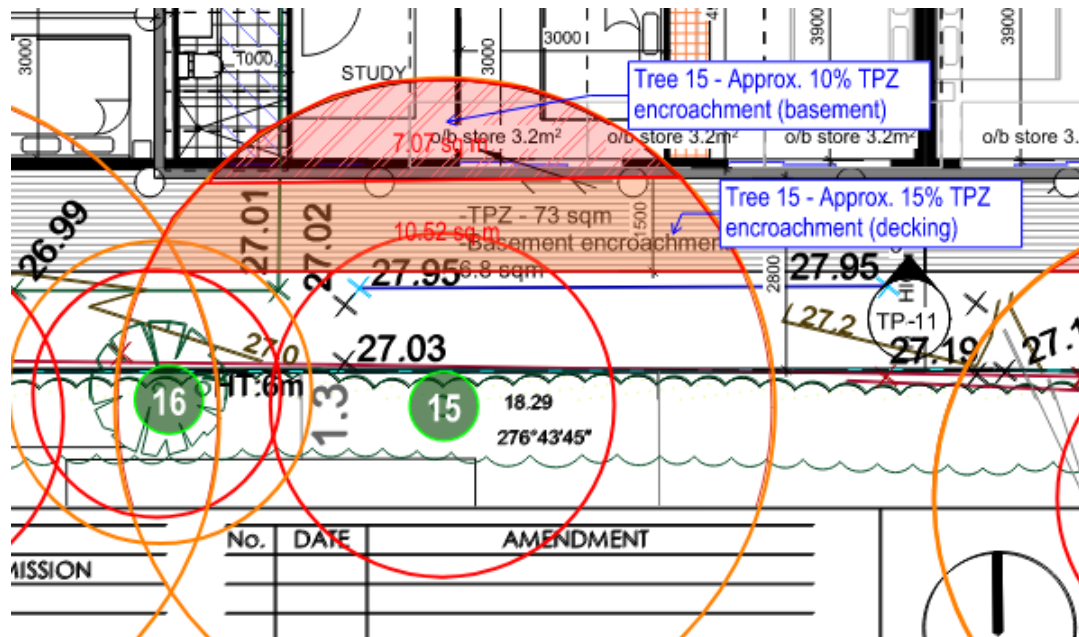 3000
1000
STUDY
3000
3000
3900
3900
Tree 15 - Approx. 10% TPZ
encroachment (basement)
o/b store 3.2m²
o/b store 3.2m²
o/b store 3.2m²
o/b store 3.
7.07 sq m
Tree 15 - Approx. 15% TPZ
encroachment (decking)
26.99
27.01
27.02
10.52 sq m
-TPZ - 73 sqm
-Basement encroachment
6.8 sqm
1500
2800
27.95
27.95
TP-11
27.2
27.19
27.1
27.0
27.03
16
HT:6m
1.3
15
18.29
276°43'45"
No.
DATE
AMENDMENT
MISSION